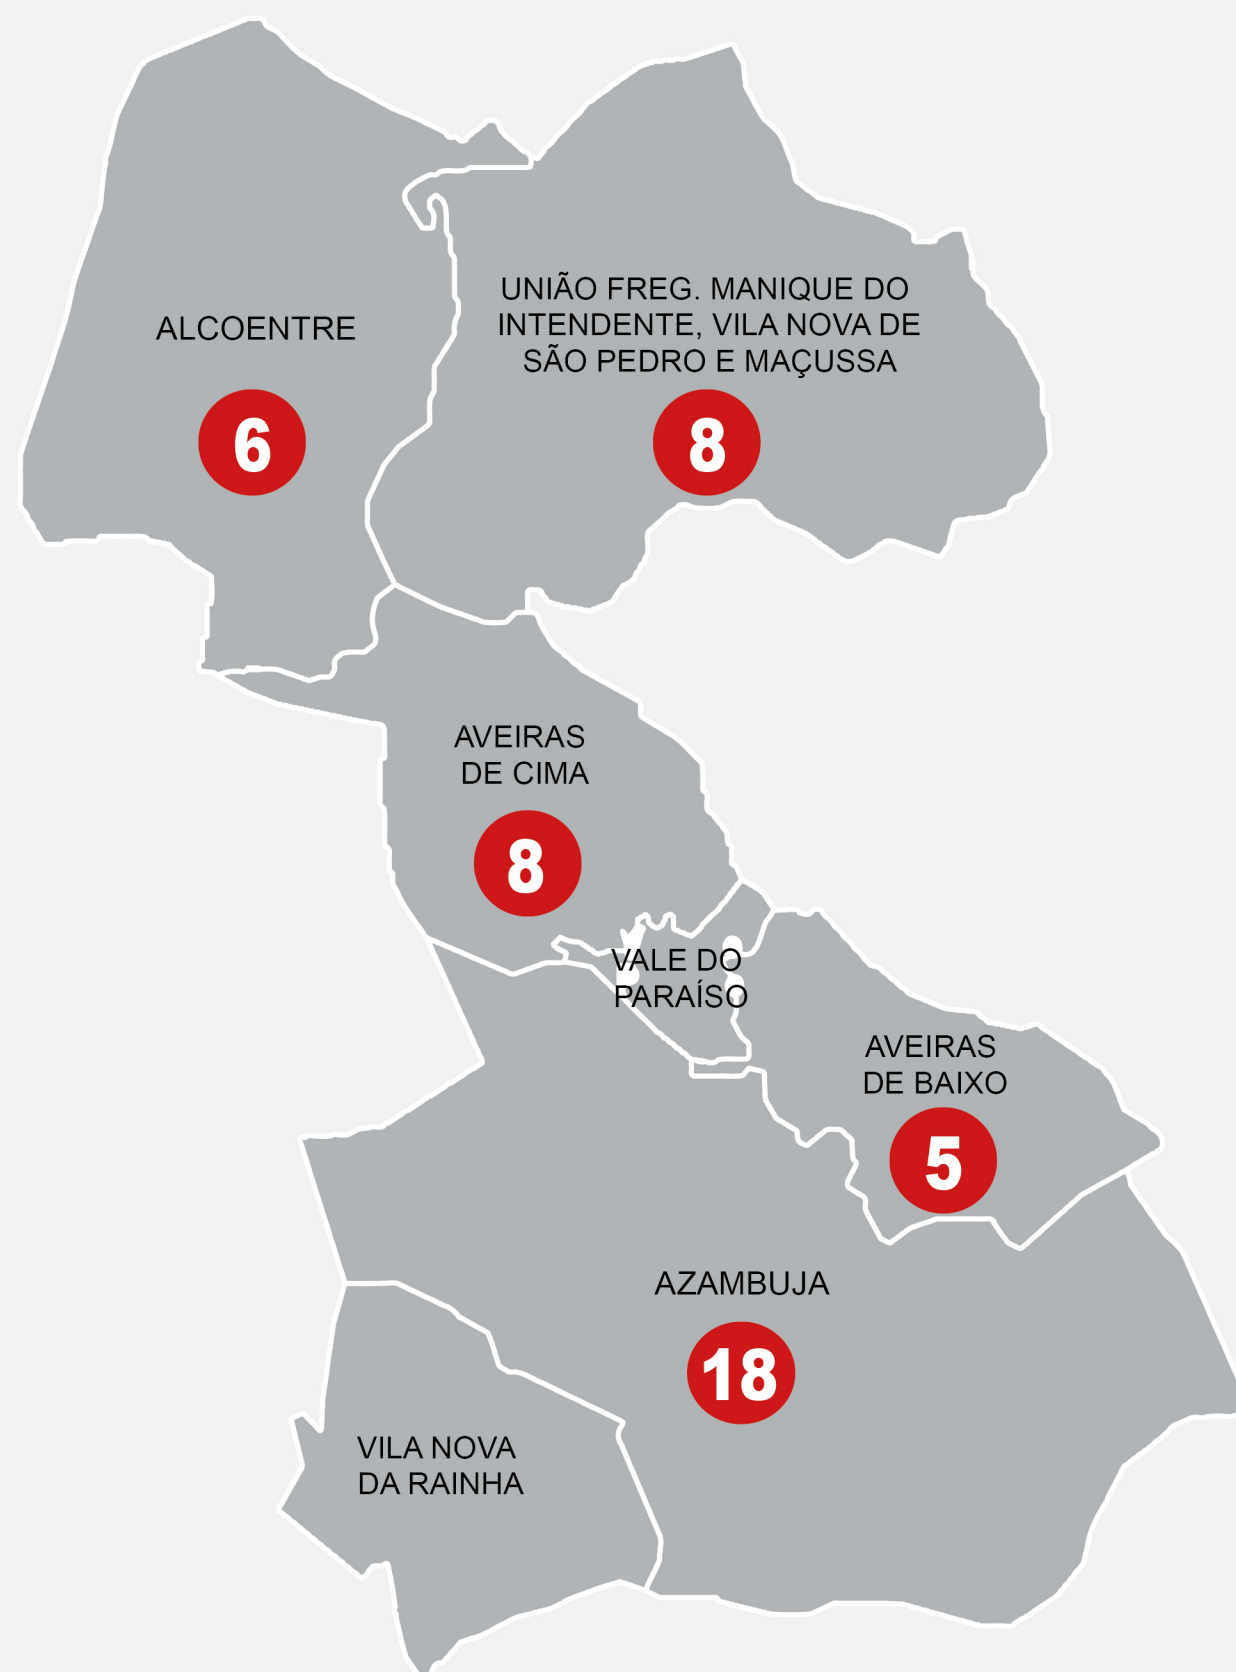 ALCOENTRE
6
UNIÃO FREG. MANIQUE DO
INTENDENTE, VILA NOVA DE
SÃO PEDRO E MAÇUSSA
8
AVEIRAS
DE CIMA
8
VALE DO
PARAÍSO
AVEIRAS
DE BAIXO
5
AZAMBUJA
18
VILA NOVA
DA RAINHA